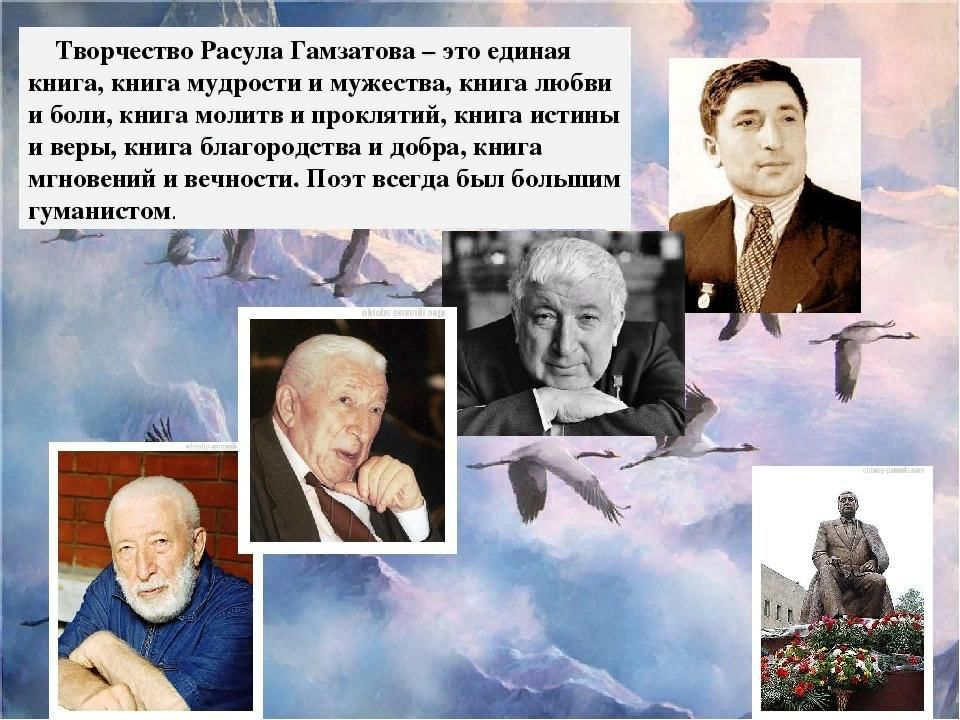 Творчество Расула Гамзатова – это единая
книга, книга мудрости и мужества, книга любви
и боли, книга молитв и проклятий, книга истины
и веры, книга благородства и добра, книга
мгновений и вечности. Поэт всегда был большим
гуманистом.